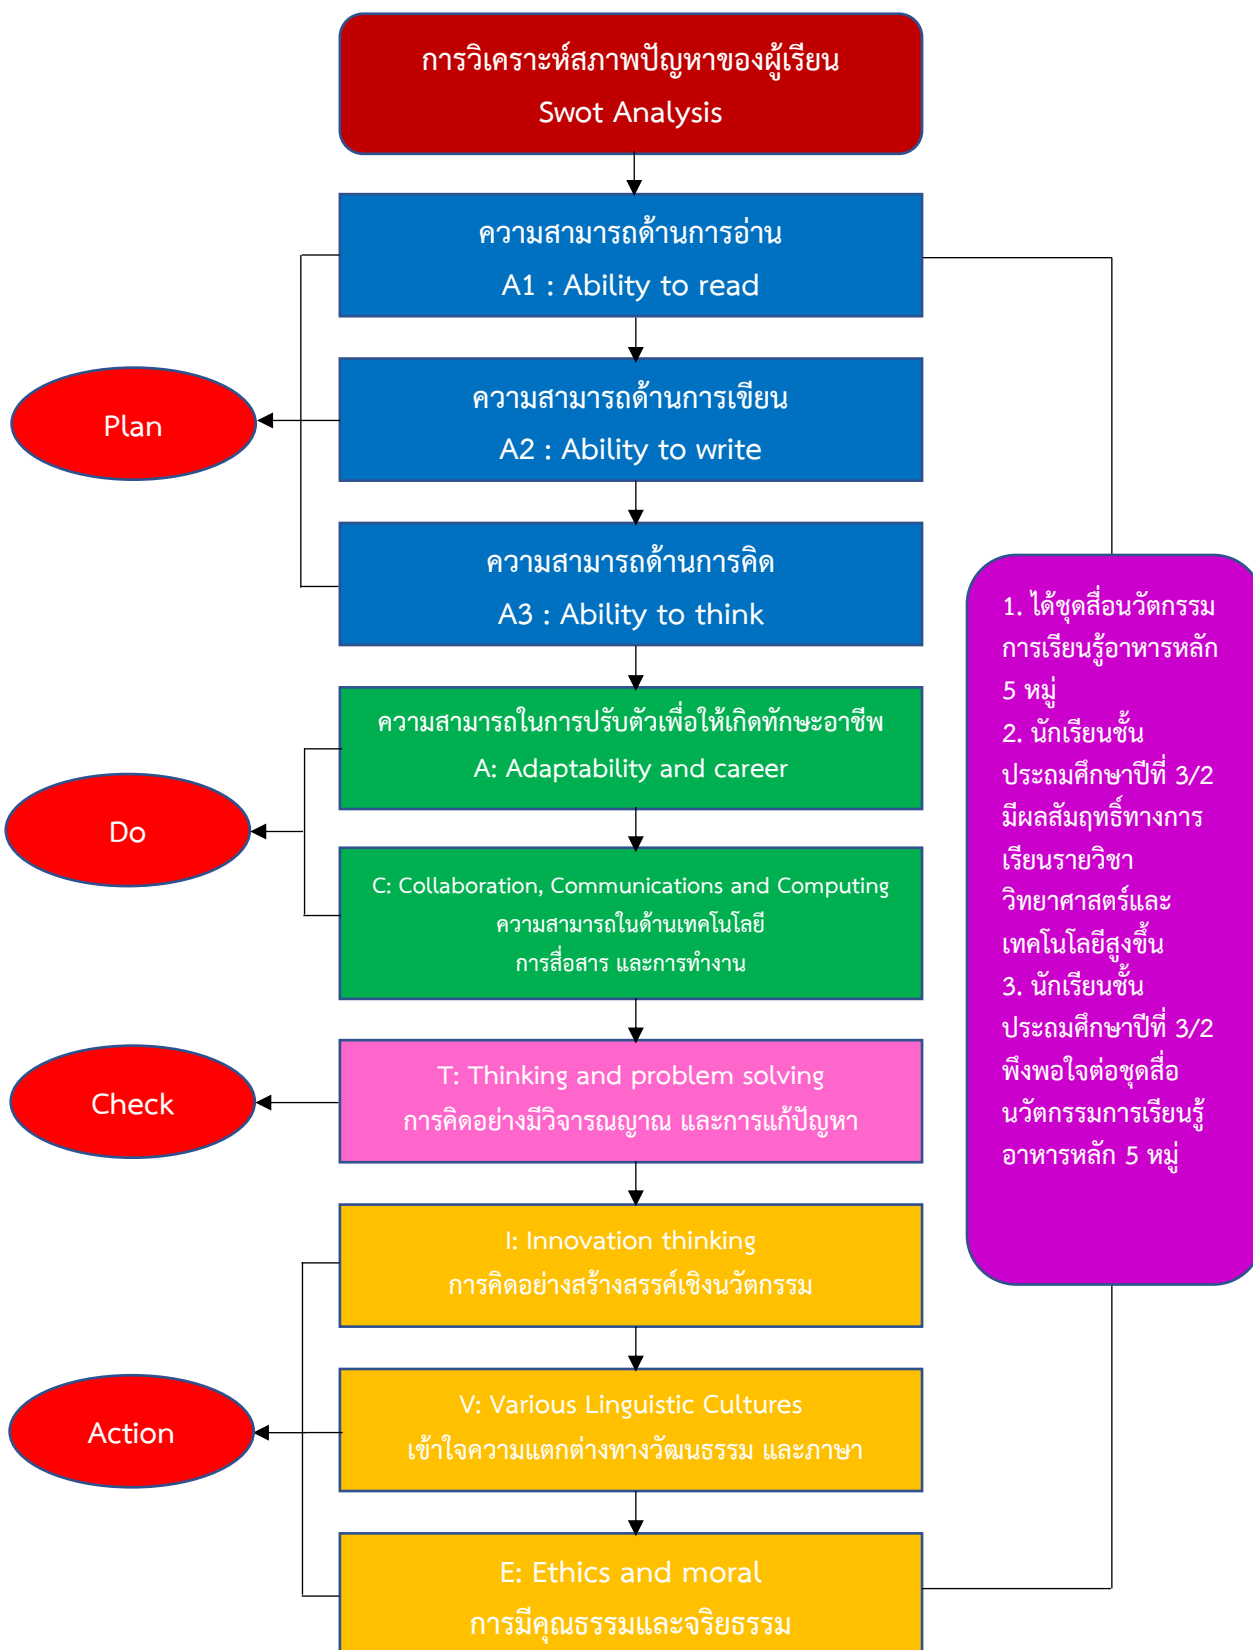 การวิเคราะห์สภาพปัญหาของผู้เรียน
Swot Analysis
ความสามารถด้านการอ่าน
A1 : Ability to read
ความสามารถด้านการเขียน
A2 : Ability to write
Plan
ความสามารถด้านการคิด
A3 : Ability to think
ความสามารถในการปรับตัวเพื่อให้เกิดทักษะอาชีพ
A: Adaptability and career
Do
C: Collaboration, Communications and Computing
ความสามารถในด้านเทคโนโลยี
การสื่อสาร และการทำงาน
T: Thinking and problem solving
การคิดอย่างมีวิจารณญาณ และการแก้ปัญหา
Check
I: Innovation thinking
การคิดอย่างสร้างสรรค์เชิงนวัตกรรม
V: Various Linguistic Cultures
เข้าใจความแตกต่างทางวัฒนธรรม และภาษา
Action
E: Ethics and moral
การมีคุณธรรมและจริยธรรม
1. ได้ชุดสื่อนวัตกรรม
การเรียนรู้อาหารหลัก
5 หมู่
2. นักเรียนชั้น
ประถมศึกษาปีที่ 3/2
มีผลสัมฤทธิ์ทางการ
เรียนรายวิชา
วิทยาศาสตร์และ
เทคโนโลยีสูงขึ้น
3. นักเรียนชั้น
ประถมศึกษาปีที่ 3/2
พึงพอใจต่อชุดสื่อ
นวัตกรรมการเรียนรู้
อาหารหลัก 5 หมู่